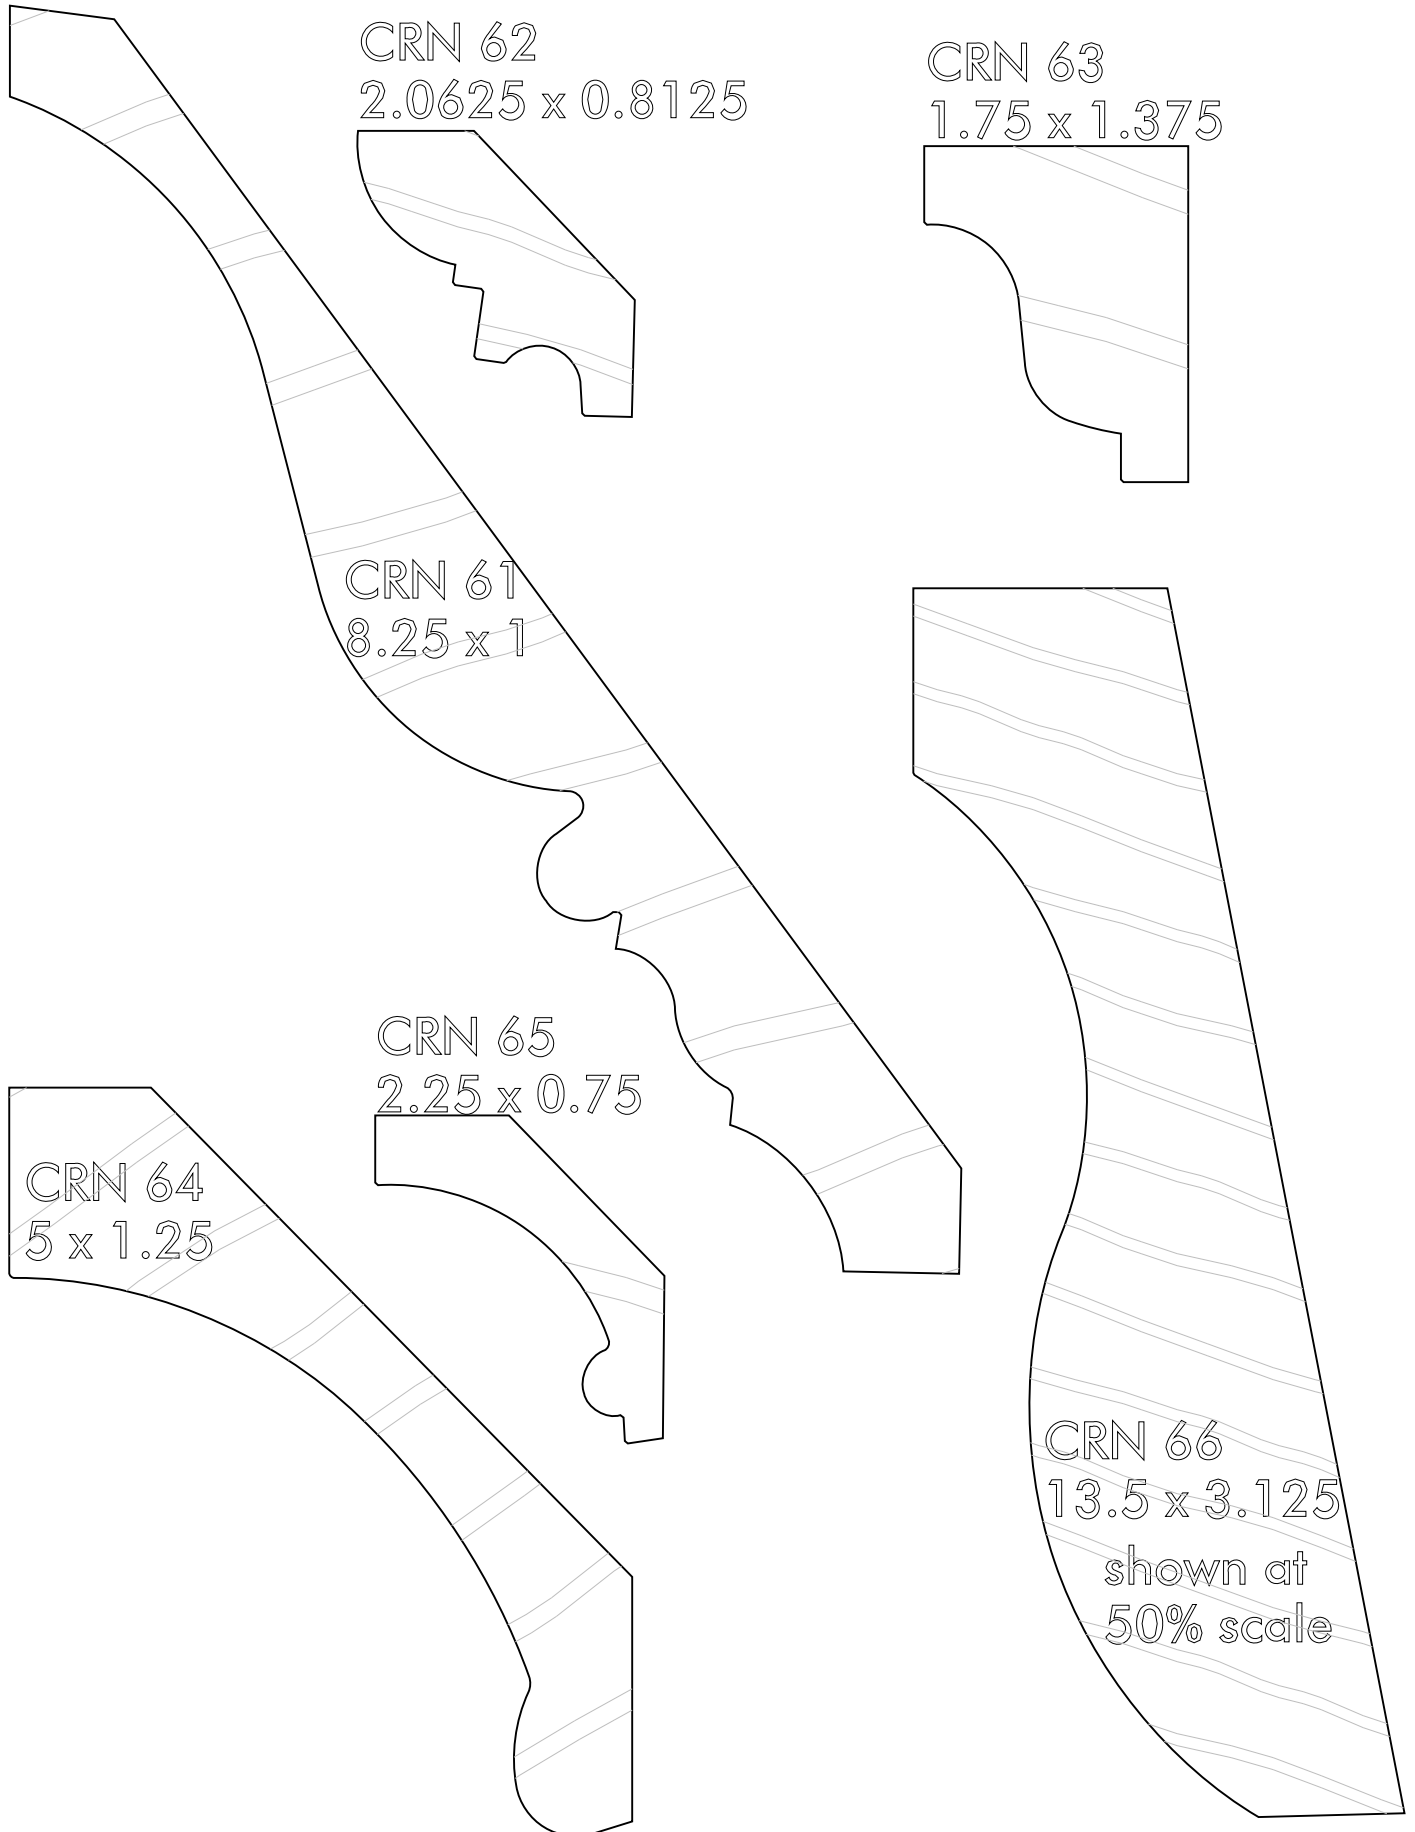 CRN 62
2.0625 x 0.8125
CRN 63
1.75 x 1.375
CRN 61
8.25 x 1
CRN 65
2.25 x 0.75
CRN 64
5 x 1.25
CRN 66
13.5 x 3.125
shown at
50% scale